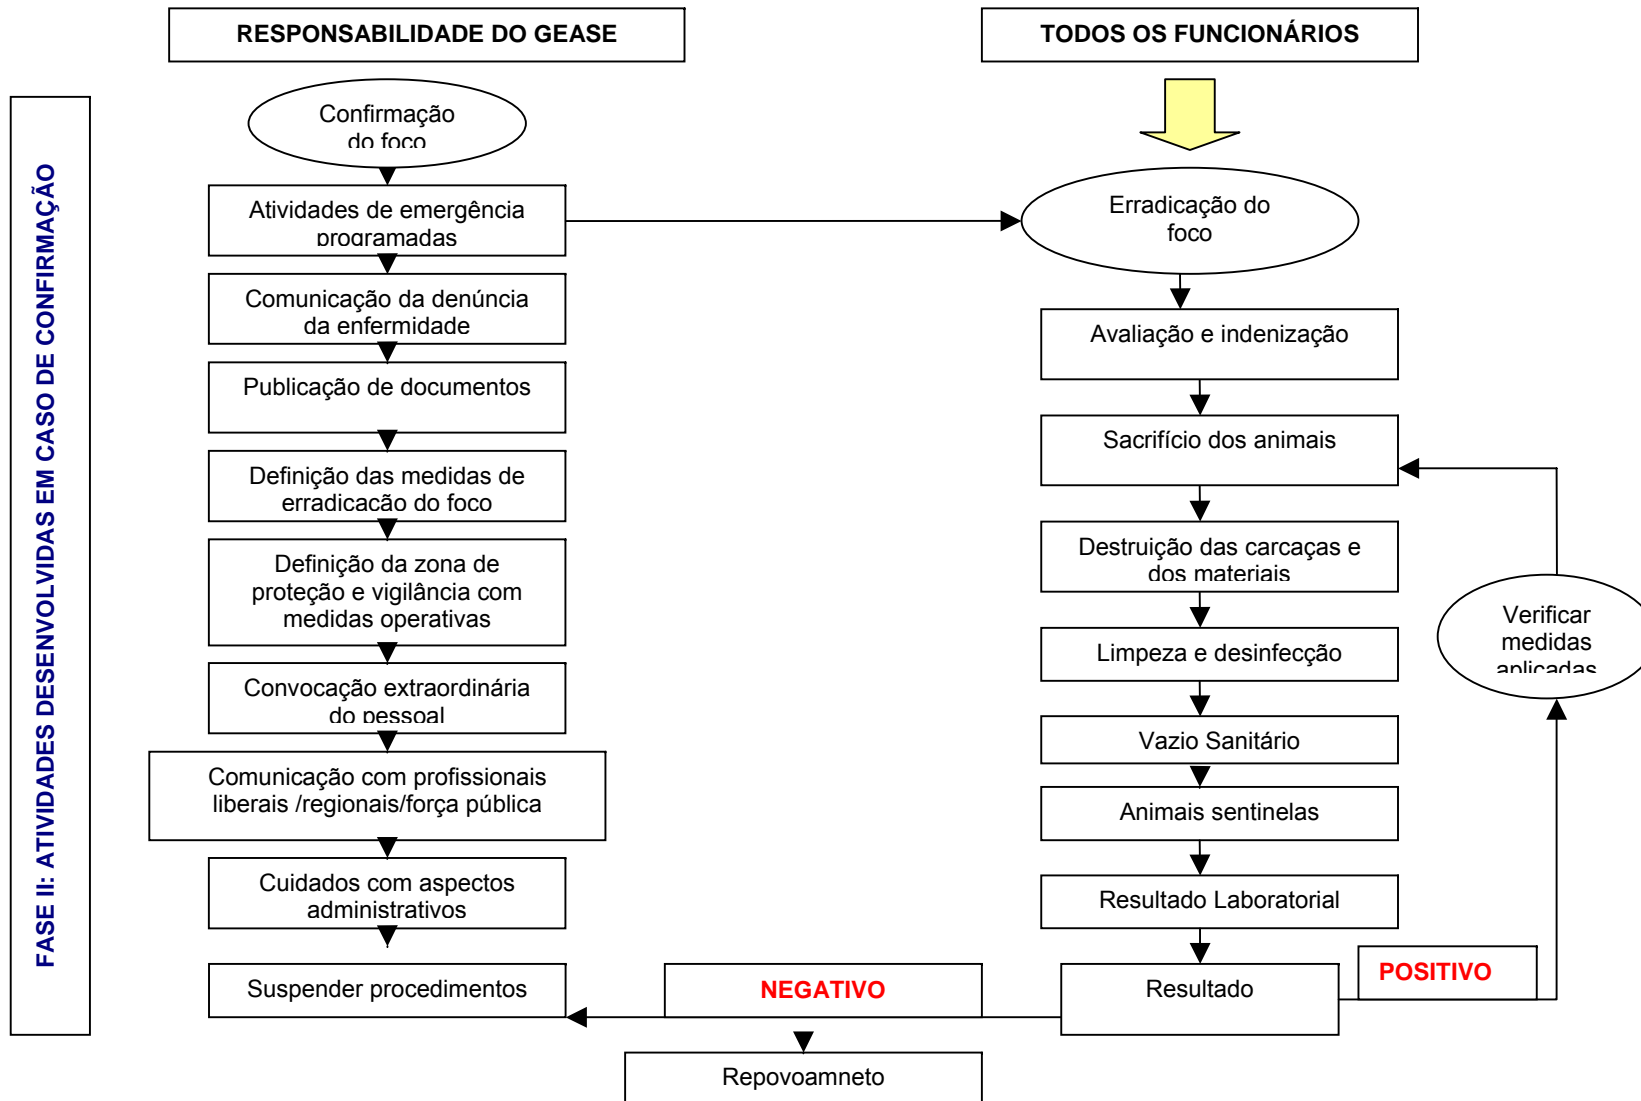 RESPONSABILIDADE DO GEASE
TODOS OS FUNCIONÁRIOS
FASE II: ATIVIDADES DESENVOLVIDAS EM CASO DE CONFIRMAÇÃO
Confirmação
do foco
Atividades de emergência
programadas
Comunicação da denúncia
da enfermidade
Publicação de documentos
Definição das medidas de
erradicação do foco
Definição da zona de
proteção e vigilância com
medidas operativas
Convocação extraordinária
do pessoal
Comunicação com profissionais
liberais /regionais/força pública
Cuidados com aspectos
administrativos
Suspender procedimentos
Erradicação do
foco
Avaliação e indenização
Sacrifício dos animais
Destruição das carcaças e
dos materiais
Limpeza e desinfecção
Vazio Sanitário
Animais sentinelas
Resultado Laboratorial
Resultado
POSITIVO
Verificar
medidas
aplicadas
NEGATIVO
Repovoamneto